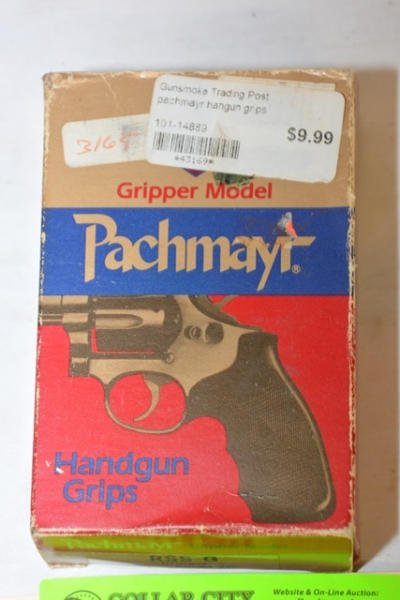 Gunsmoke Trading Post
pachmayr hangun grips
101-14889
$9.99
*43169*
3169
Gripper Model
Pachmayr®
Handgun
Grips
Pachmayr
COLLAR CITY
Website & On-Line Auction: